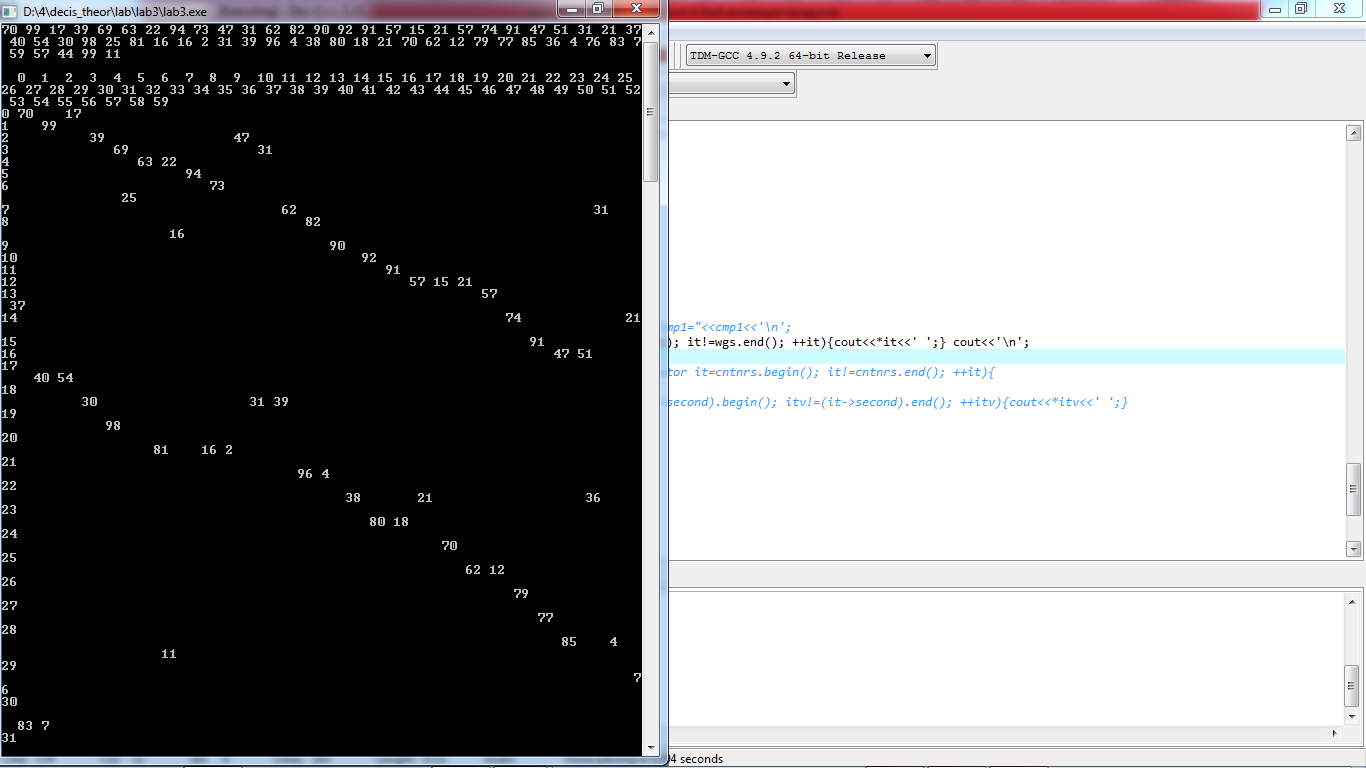 D:\4\decis_theor\lab\lab3\lab3.exe
70 99 17 39 69 63 22 94 73 47 31 62 82 90 92 91 57 15 21 57 74 91 47 51 31 21 37
40 54 30 98 25 81 16 16 2 31 39 96 4 38 80 18 21 70 62 12 79 77 85 36 4 76 83 7
59 57 44 99 11
0 1 2 3 4 5 6 7 8 9 10 11 12 13 14 15 16 17 18 19 20 21 22 23 24 25
26 27 28 29 30 31 32 33 34 35 36 37 38 39 40 41 42 43 44 45 46 47 48 49 50 51 52
53 54 55 56 57 58 59
0 70 17
1 99
2 39 47
3 69 31
4 63 22
5 94
6 73
25
7 62 31
8 82
16
9 90
10 92
11 91
12 57 15 21
13 57
37
14 74 21
15 91
16 47 51
17
40 54
18
30 31 39
19
98
20
81 16 2
21
96 4
22
38 21 36
23
80 18
24
70
25
62 12
26
79
27
77
28
85 4
11
29
7
6
30
83 7
31
TDM-GCC 4.9.2 64-bit Release
mp1="<<cmp1<<'\n';
); it!=wgs.end(); ++it){cout<<*it<<' ';} cout<<'\n';
tor it=cntnrs.begin(); it!=cntnrs.end(); ++it){
second).begin(); itv!=(it->second).end(); ++itv){cout<<*itv<<' ';}
04 seconds